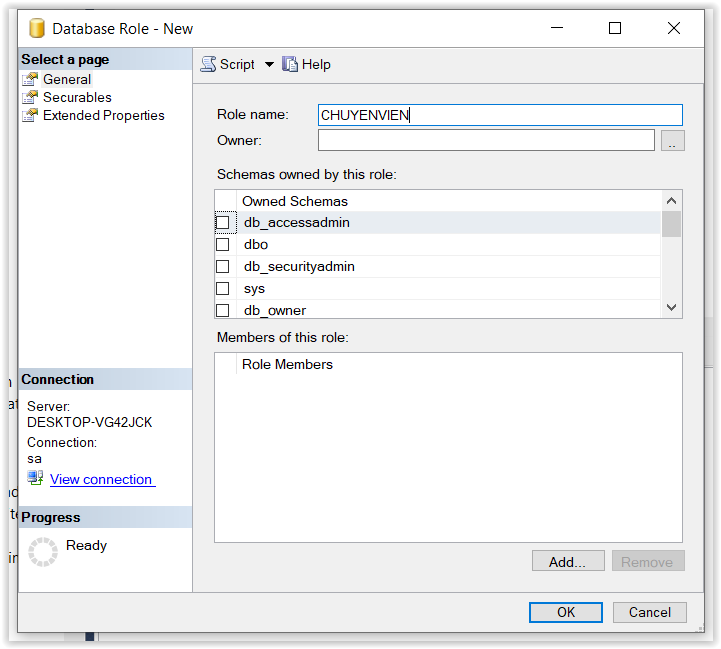 Database Role - New
Select a page
General
Securables
Extended Properties
Script
Help
Role name: CHUYENVIEN
Owner:
..
Schemas owned by this role:
Owned Schemas
db_accessadmin
dbo
db_securityadmin
sys
db_owner
Members of this role:
Role Members
Connection
Server:
DESKTOP-VG42JCK
Connection:
sa
View connection
Progress
Ready
Add...
Remove
OK
Cancel